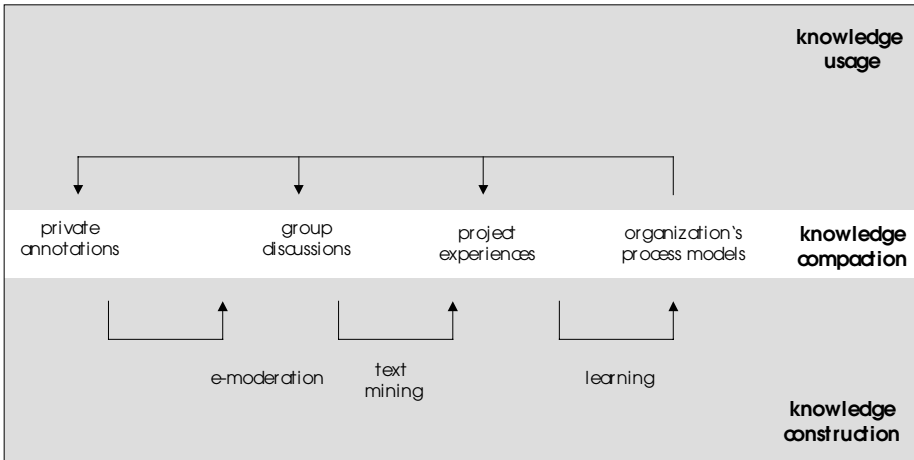 knowledge
usage
private
annotations
group
discussions
project
experiences
organization's
process models
knowledge
compaction
e-moderation
text
mining
learning
knowledge
construction